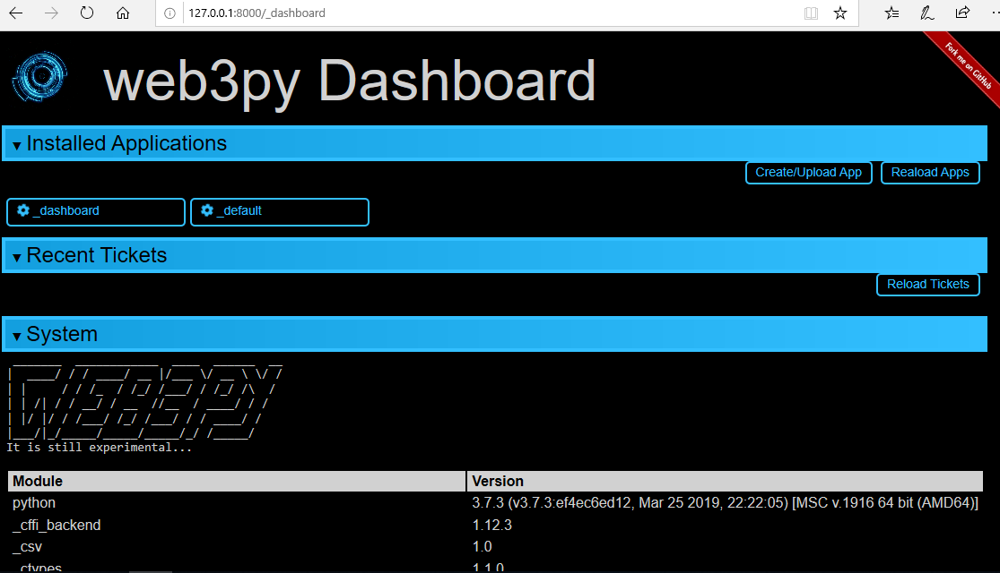 127.0.0.1:8000/_dashboard
Fork me on GitHub
web3py Dashboard
▼ Installed Applications
Create/Upload App Reaload Apps
_dashboard _default
▼ Recent Tickets
Reload Tickets
▼ System
It is still experimental...
Module Version
python 3.7.3 (v3.7.3:ef4ec6ed12, Mar 25 2019, 22:22:05) [MSC v.1916 64 bit (AMD64)]
_cffi_backend 1.12.3
_csv 1.0
_ctypes 1.1.0